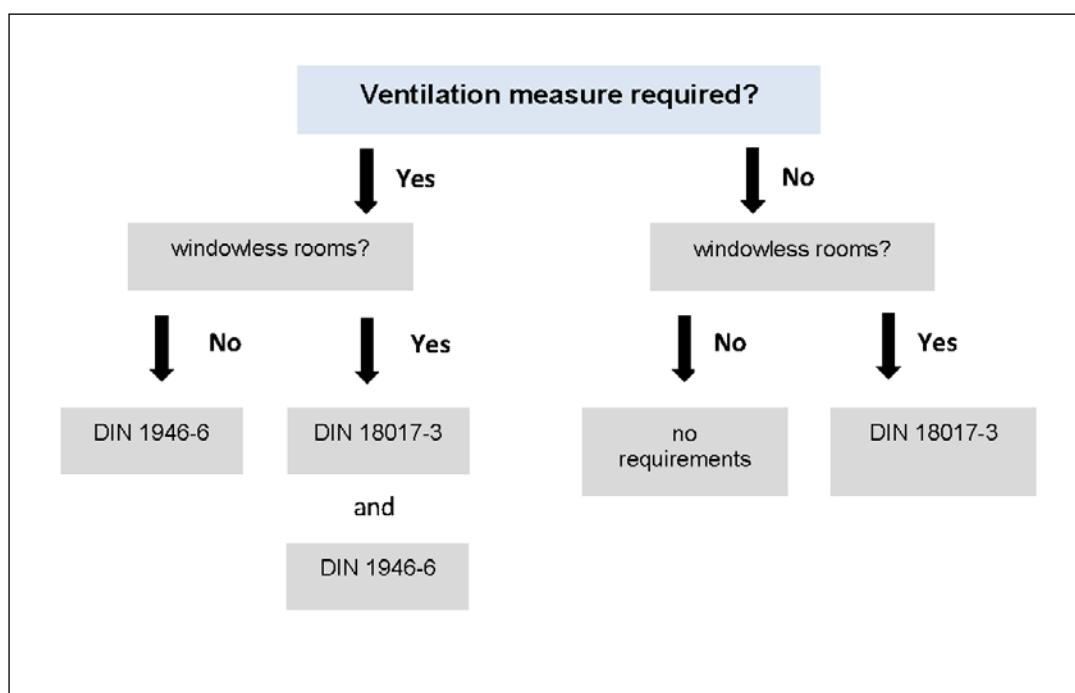 Ventilation measure required?
Yes
No
windowless rooms?
windowless rooms?
No
Yes
No
Yes
DIN 1946-6
DIN 18017-3
no
requirements
DIN 18017-3
and
DIN 1946-6